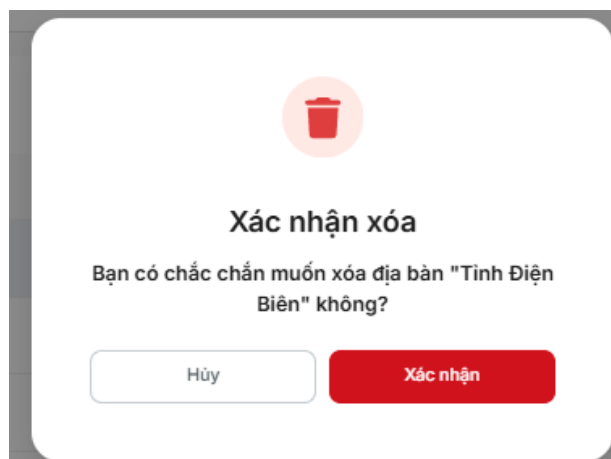 Xác nhận xóa
Bạn có chắc chắn muốn xóa địa bàn "Tỉnh Điện
Biên" không?
Hủy
Xác nhận